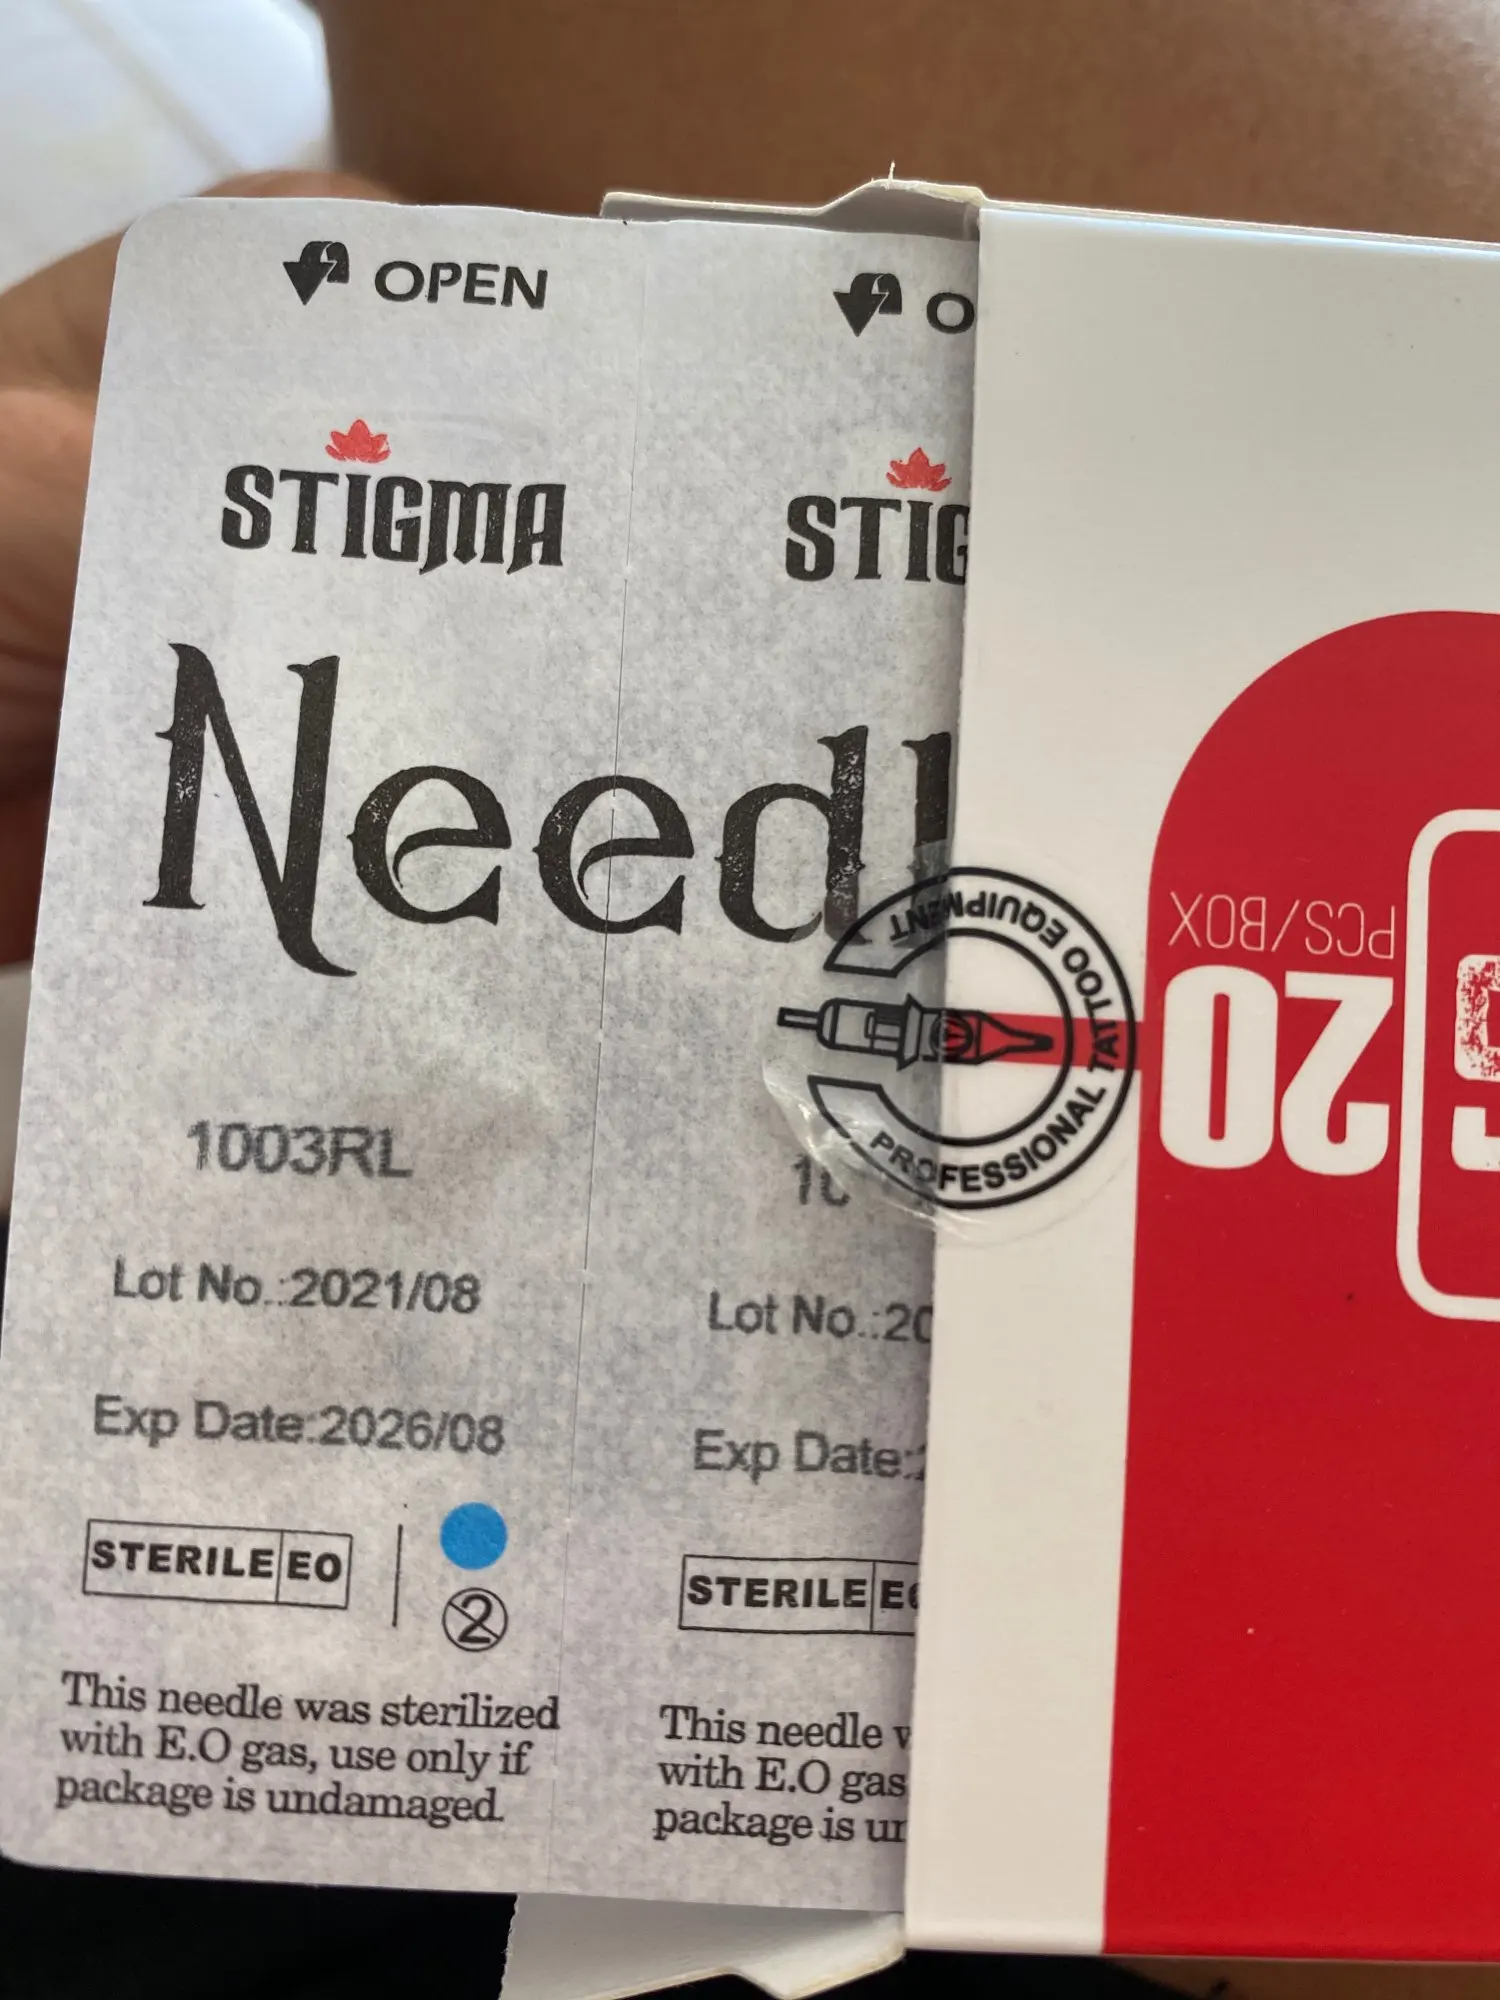 OPEN
STIGMA
Needl
1003RL
Lot No.:2021/08
Exp Date:2026/08
STERILE EO
2
This needle was sterilized
with E.O gas, use only if
package is undamaged.
O
STIG
Lot No.:20
Exp Date:
STERILE
This needle
with E.O gas
package is
PROFESSIONAL TATTOO EQUIPMENT
20
PCS/BOX